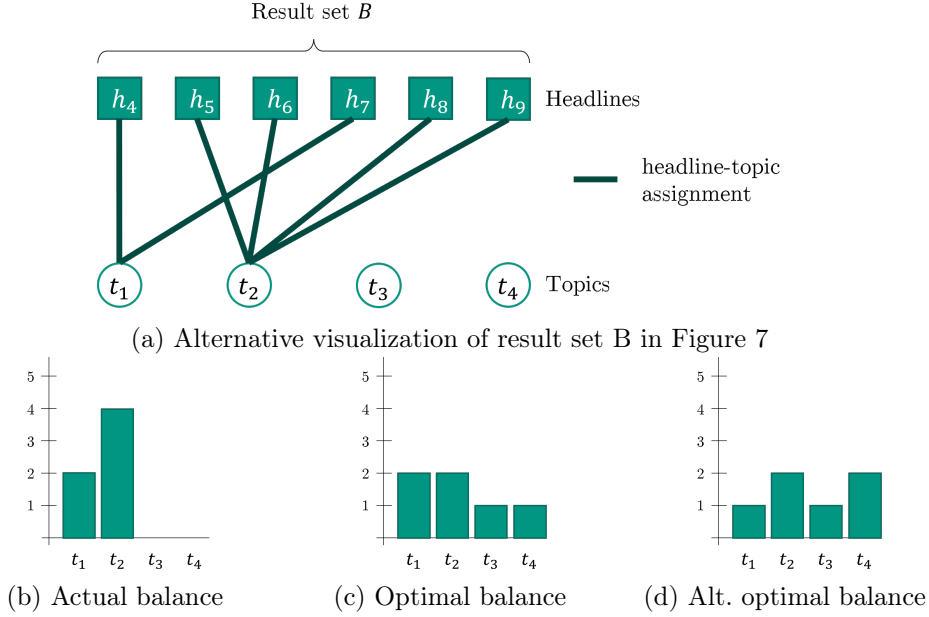 Result set B
h₄ h₅ h₆ h₇ h₈ h₉ Headlines
headline-topic
assignment
t₁ t₂ t₃ t₄ Topics
(a) Alternative visualization of result set B in Figure 7
5
4
3
2
1
t₁ t₂ t₃ t₄
(b) Actual balance
5
4
3
2
1
t₁ t₂ t₃ t₄
(c) Optimal balance
5
4
3
2
1
t₁ t₂ t₃ t₄
(d) Alt. optimal balance